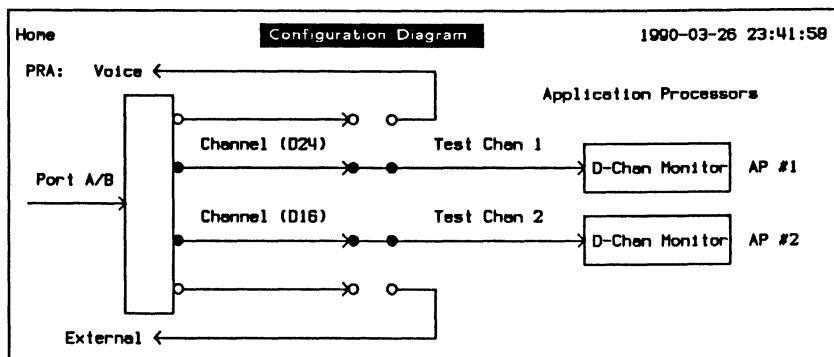 Home Configuration Diagram 1990-03-26 23:41:58
PRA: Voice
Application Processors
Channel (D24) Test Chan 1
D-Chan Monitor AP #1
Port A/B
Channel (D16) Test Chan 2
D-Chan Monitor AP #2
External